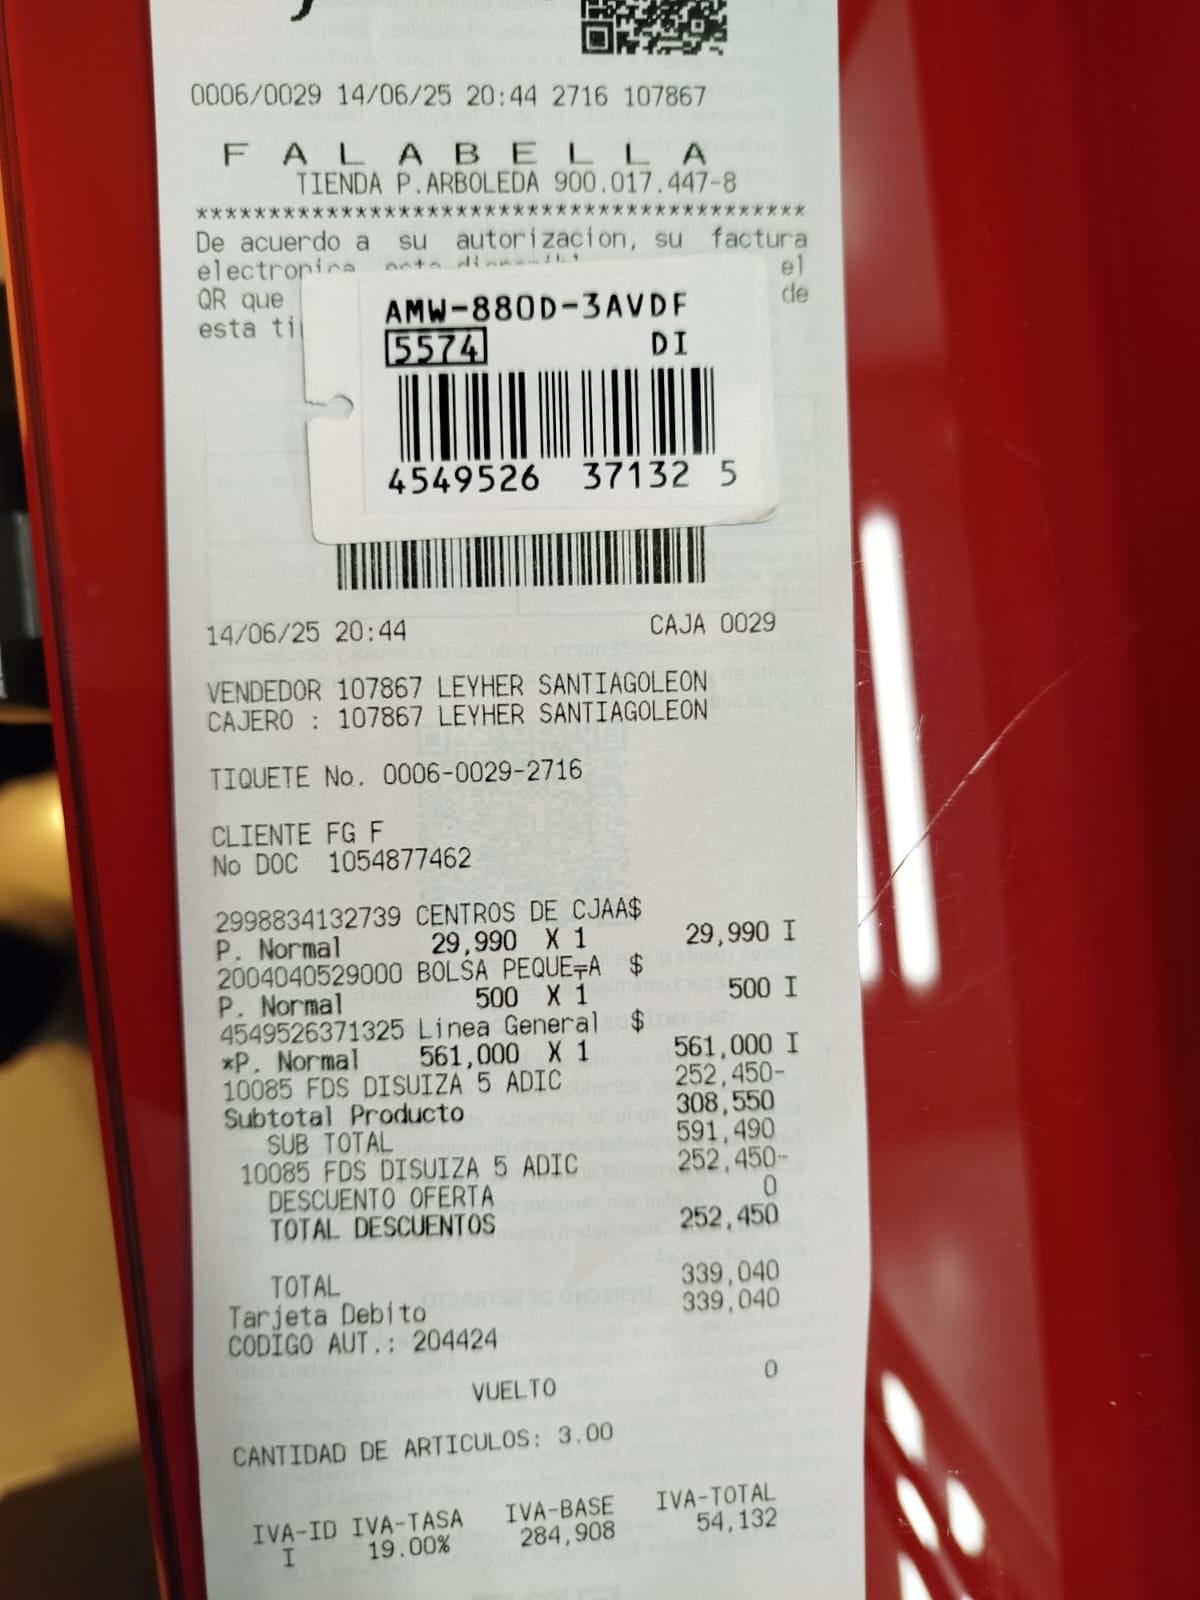 0006/0029 14/06/25 20:44 2716 107867
F A L A B E L L A
TIENDA P.ARBOLEDA 900.017.447-8
******************************************
De acuerdo a su autorizacion, su factura
electronica el
QR que de
esta
AMW-880D-3AVDF
5574 DI
4549526 37132 5
14/06/25 20:44 CAJA 0029
VENDEDOR 107867 LEYHER SANTIAGOLEON
CAJERO : 107867 LEYHER SANTIAGOLEON
TIQUETE No. 0006-0029-2716
CLIENTE FG F
No DOC 1054877462
2998834132739 CENTROS DE CJAA$
P. Normal 29,990 X 1 29,990 I
2004040529000 BOLSA PEQUE╤A $
P. Normal 500 X 1 500 I
4549526371325 Linea General $
*P. Normal 561,000 X 1 561,000 I
10085 FDS DISUIZA 5 ADIC 252,450-
Subtotal Producto 308,550
SUB TOTAL 591,490
10085 FDS DISUIZA 5 ADIC 252,450-
DESCUENTO OFERTA 0
TOTAL DESCUENTOS 252,450
TOTAL 339,040
Tarjeta Debito 339,040
CODIGO AUT.: 204424
VUELTO 0
CANTIDAD DE ARTICULOS: 3.00
IVA-ID IVA-TASA IVA-BASE IVA-TOTAL
I 19.00% 284,908 54,132